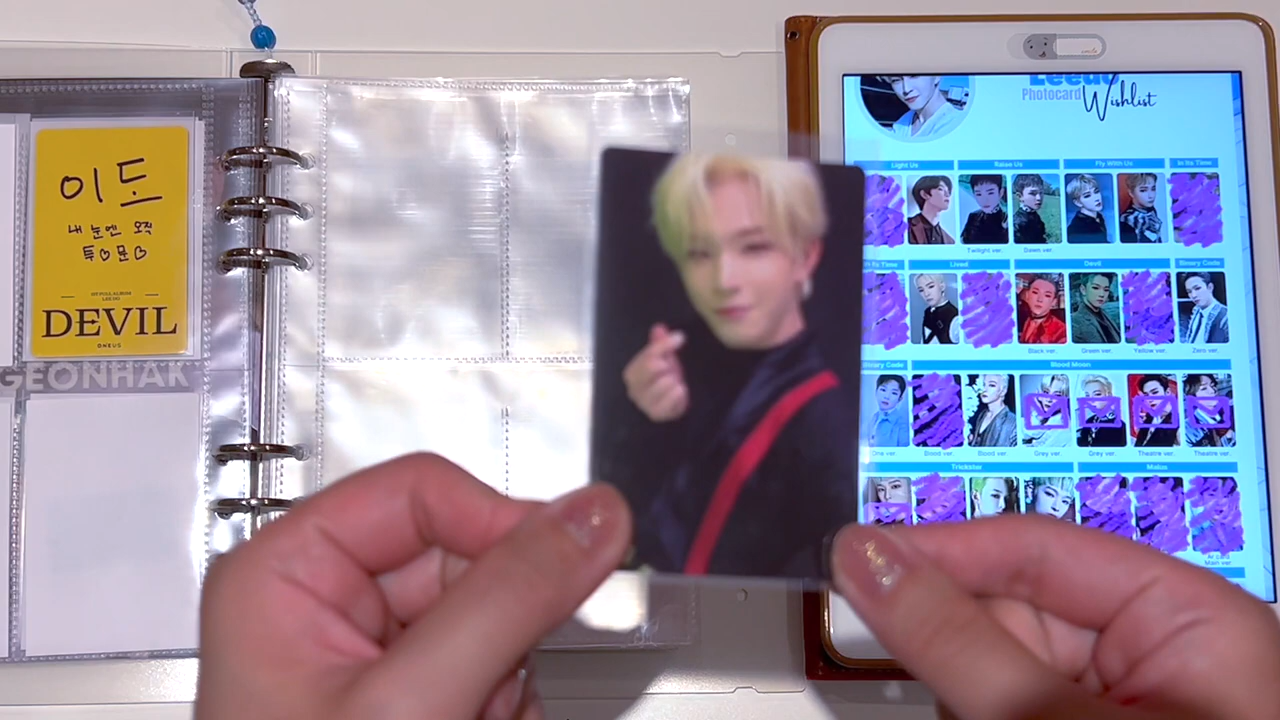 이도
내 눈엔 오직
투♡문♡
LEE DO
DEVIL
ONEUS
GEONHAK
Leedo
Photocard Wishlist
Light Us
Raise Us
Fly With Us
In Its Time
Twilight ver.
Dawn ver.
In Its Time
Lived
Devil
Binary Code
Black ver.
Green ver.
Yellow ver.
Zero ver.
Binary Code
Blood Moon
One ver.
Blood ver.
Blood ver.
Grey ver.
Grey ver.
Theatre ver.
Theatre ver.
Trickster
Malus
Main ver.